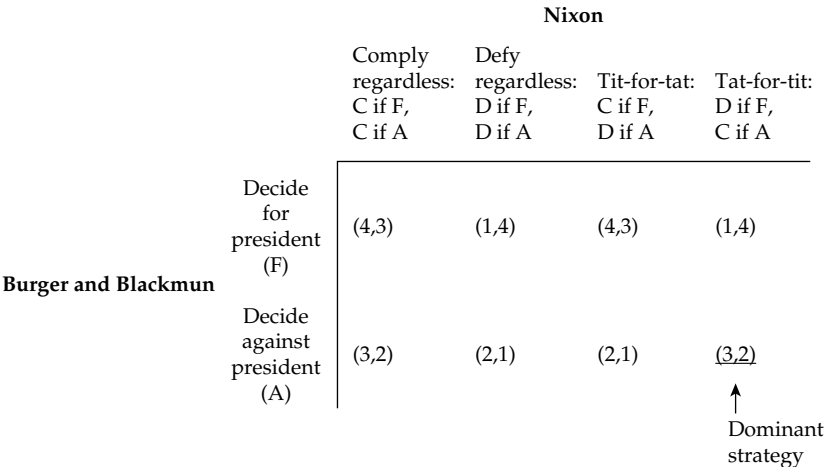 Nixon
Comply Defy
regardless: regardless: Tit-for-tat: Tat-for-tit:
C if F, D if F, C if F, D if F,
C if A D if A D if A C if A
Decide
for
president
(F)
(4,3) (1,4) (4,3) (1,4)
Burger and Blackmun
Decide
against
president
(A)
(3,2) (2,1) (2,1) (3,2)
Dominant
strategy